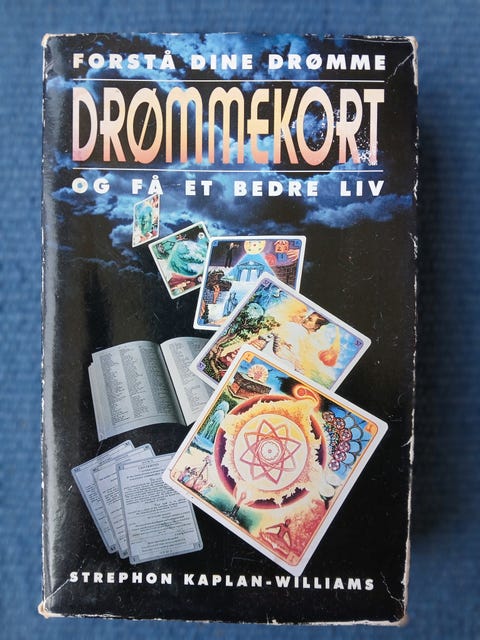 FORSTÅ DINE DRØMME
DRØMMEKORT
OG FÅ ET BEDRE LIV
STREPHON KAPLAN-WILLIAMS